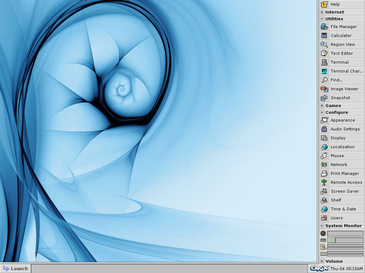 Help
Internet
Utilities
File Manager
Calculator
Region View
Text Editor
Terminal
Terminal Char...
Find...
Image Viewer
Snapshot
Games
Configure
Appearance
Audio Settings
Display
Localization
Mouse
Network
Print Manager
Remote Access
Screen Saver
Shelf
Time & Date
Users
System Monitor
Volume
Launch
Thu 04 05:15AM